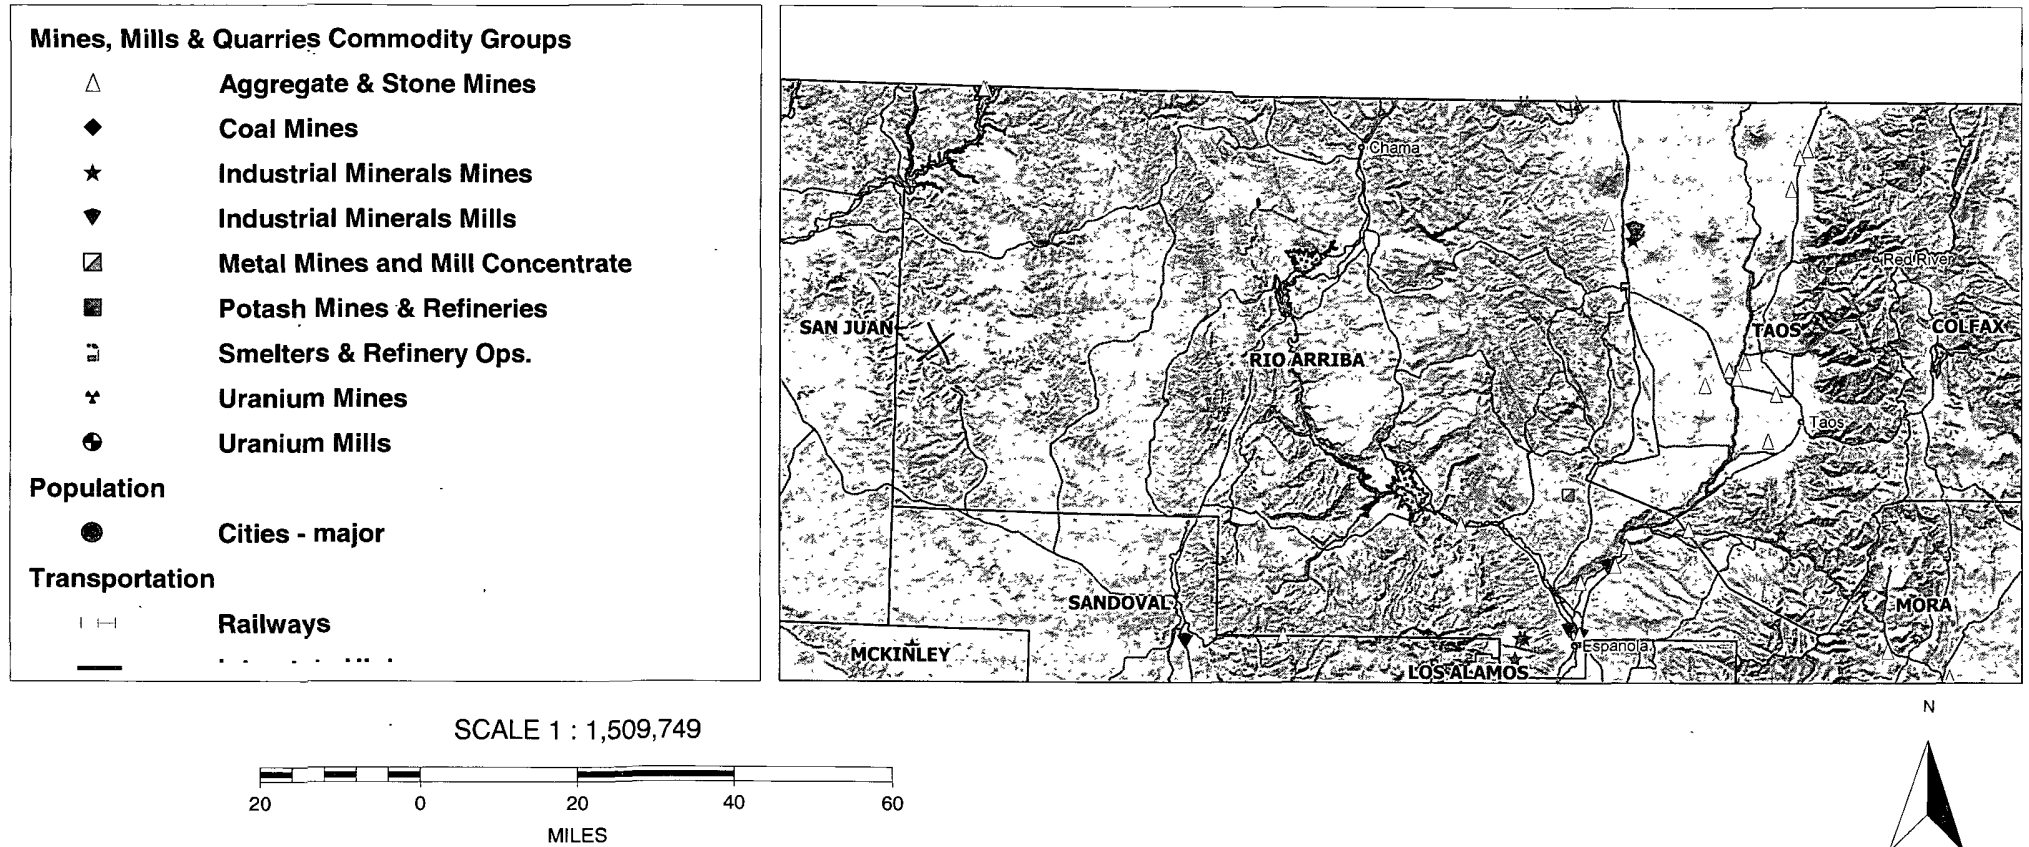 Mines, Mills & Quarries Commodity Groups
Aggregate & Stone Mines
Coal Mines
Industrial Minerals Mines
Industrial Minerals Mills
Metal Mines and Mill Concentrate
Potash Mines & Refineries
Smelters & Refinery Ops.
Uranium Mines
Uranium Mills
Population
Cities - major
Transportation
Railways
Chama
Red River
SAN JUAN
TAOS
COLFAX
RIO ARRIBA
Taos
SANDOVAL
MORA
MCKINLEY
Espanola
LOS ALAMOS
SCALE 1 : 1,509,749
20 0 20 40 60
MILES
N